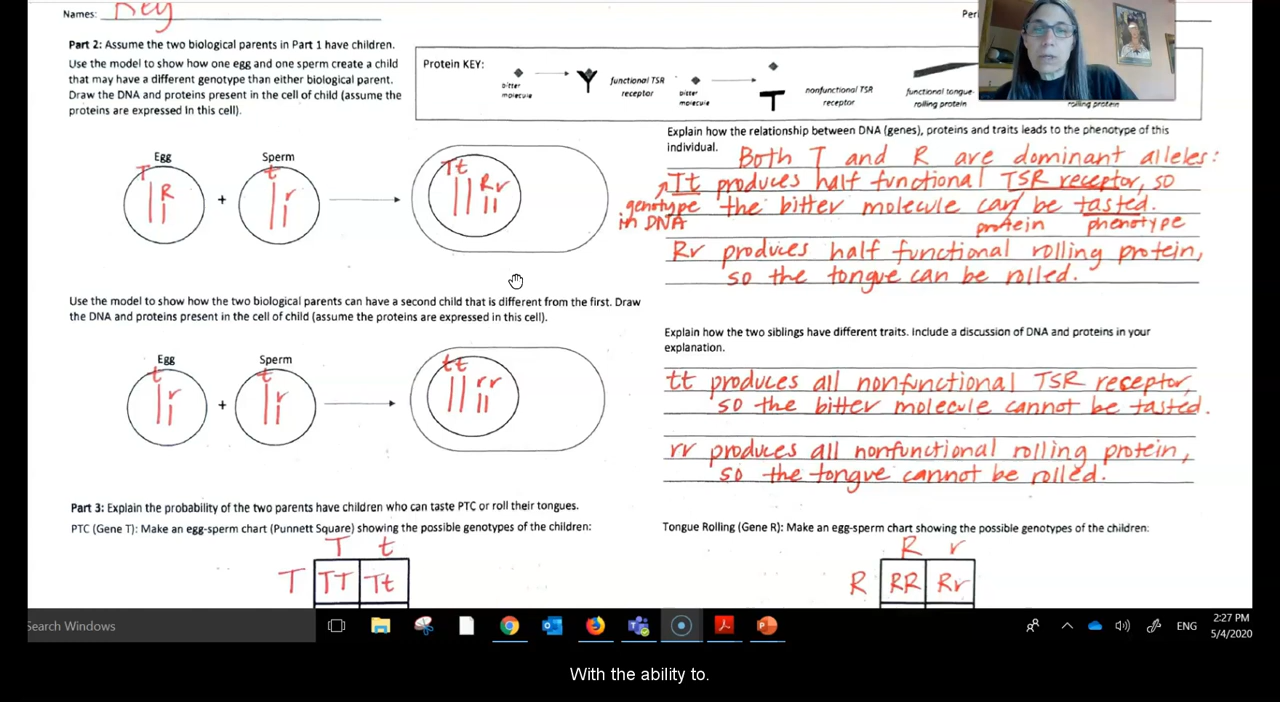 Names: Key
Peri
Part 2: Assume the two biological parents in Part 1 have children.
Use the model to show how one egg and one sperm create a child
that may have a different genotype than either biological parent.
Draw the DNA and proteins present in the cell of child (assume the
proteins are expressed in this cell).
Protein KEY:
bitter molecule
functional TSR receptor
bitter molecule
nonfunctional TSR receptor
functional tongue-rolling protein
rolling protein
Egg
T R
+
Sperm
t r
Tt Rr
Explain how the relationship between DNA (genes), proteins and traits leads to the phenotype of this
individual. Both T and R are dominant alleles:
Tt produces half functional TSR receptor, so
genotype the bitter molecule can be tasted.
in DNA protein phenotype
Rr produces half functional rolling protein,
so the tongue can be rolled.
Use the model to show how the two biological parents can have a second child that is different from the first. Draw
the DNA and proteins present in the cell of child (assume the proteins are expressed in this cell).
Egg
t r
+
Sperm
t r
tt rr
Explain how the two siblings have different traits. Include a discussion of DNA and proteins in your
explanation.
tt produces all nonfunctional TSR receptor,
so the bitter molecule cannot be tasted.
rr produces all nonfunctional rolling protein,
so the tongue cannot be rolled.
Part 3: Explain the probability of the two parents have children who can taste PTC or roll their tongues.
PTC (Gene T): Make an egg-sperm chart (Punnett Square) showing the possible genotypes of the children:
T t
T TT Tt
Tongue Rolling (Gene R): Make an egg-sperm chart showing the possible genotypes of the children:
R r
R RR Rr
Search Windows
ENG
2:27 PM
5/4/2020
With the ability to.